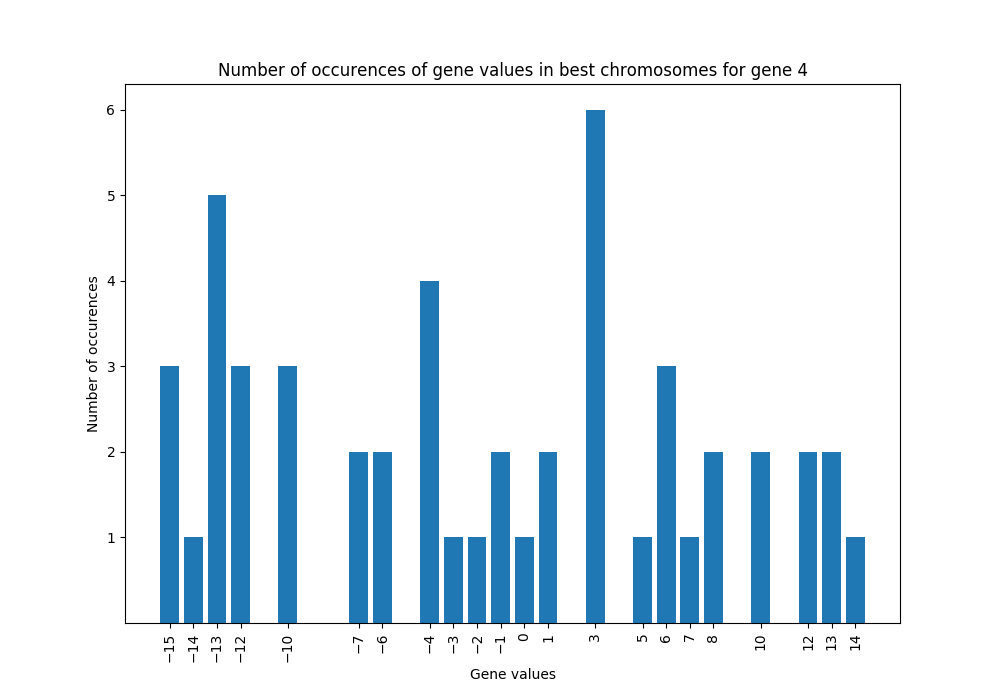 Number of occurences of gene values in best chromosomes for gene 4
6
5
4
3
2
1
Number of occurences
−15 −14 −13 −12 −10 −7 −6 −4 −3 −2 −1 0 1 3 5 6 7 8 10 12 13 14
Gene values